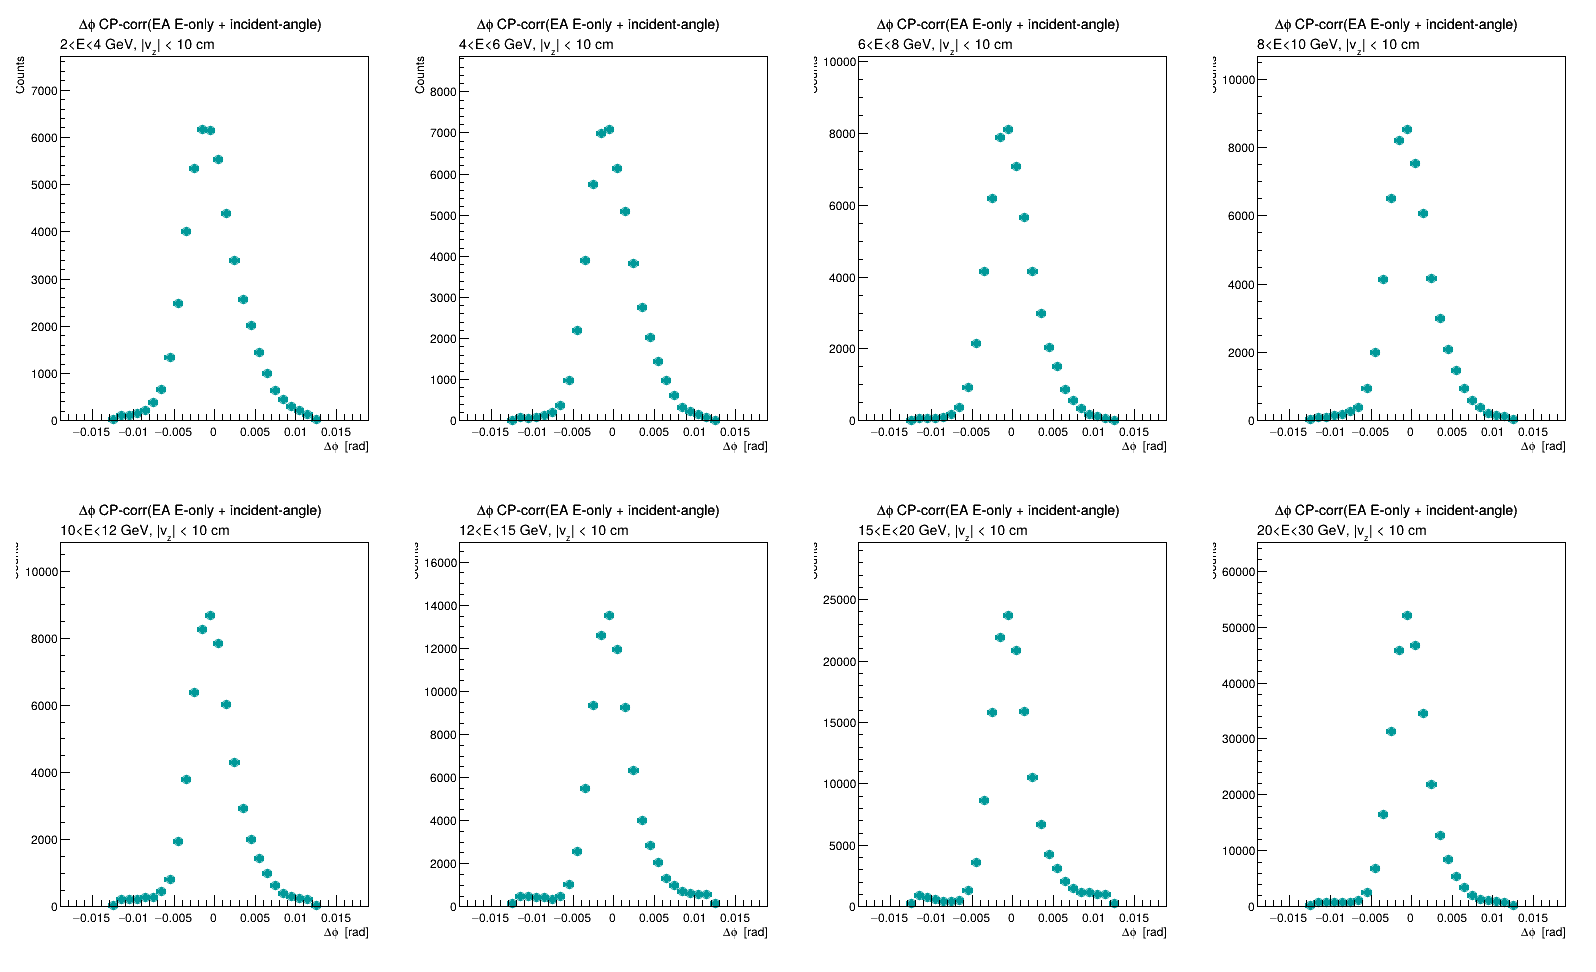 Δϕ CP-corr(EA E-only + incident-angle)
2<E<4 GeV, |v_z| < 10 cm
Counts
7000
6000
5000
4000
3000
2000
1000
0
−0.015 −0.01 −0.005 0 0.005 0.01 0.015
Δϕ [rad]
Δϕ CP-corr(EA E-only + incident-angle)
4<E<6 GeV, |v_z| < 10 cm
Counts
8000
7000
6000
5000
4000
3000
2000
1000
0
−0.015 −0.01 −0.005 0 0.005 0.01 0.015
Δϕ [rad]
Δϕ CP-corr(EA E-only + incident-angle)
6<E<8 GeV, |v_z| < 10 cm
Counts
10000
8000
6000
4000
2000
0
−0.015 −0.01 −0.005 0 0.005 0.01 0.015
Δϕ [rad]
Δϕ CP-corr(EA E-only + incident-angle)
8<E<10 GeV, |v_z| < 10 cm
Counts
10000
8000
6000
4000
2000
0
−0.015 −0.01 −0.005 0 0.005 0.01 0.015
Δϕ [rad]
Δϕ CP-corr(EA E-only + incident-angle)
10<E<12 GeV, |v_z| < 10 cm
Counts
10000
8000
6000
4000
2000
0
−0.015 −0.01 −0.005 0 0.005 0.01 0.015
Δϕ [rad]
Δϕ CP-corr(EA E-only + incident-angle)
12<E<15 GeV, |v_z| < 10 cm
Counts
16000
14000
12000
10000
8000
6000
4000
2000
0
−0.015 −0.01 −0.005 0 0.005 0.01 0.015
Δϕ [rad]
Δϕ CP-corr(EA E-only + incident-angle)
15<E<20 GeV, |v_z| < 10 cm
Counts
25000
20000
15000
10000
5000
0
−0.015 −0.01 −0.005 0 0.005 0.01 0.015
Δϕ [rad]
Δϕ CP-corr(EA E-only + incident-angle)
20<E<30 GeV, |v_z| < 10 cm
Counts
60000
50000
40000
30000
20000
10000
0
−0.015 −0.01 −0.005 0 0.005 0.01 0.015
Δϕ [rad]